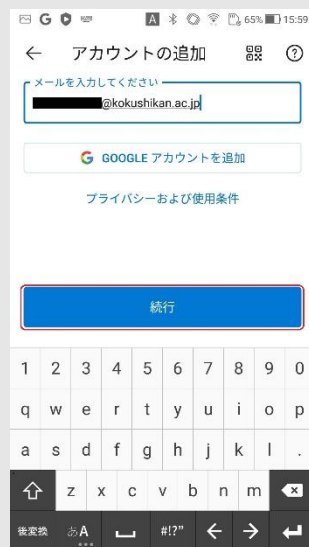 65% 15:59
アカウントの追加
メールを入力してください
@kokushikan.ac.jp
G GOOGLE アカウントを追加
プライバシーおよび使用条件
続行
1 2 3 4 5 6 7 8 9 0
q w e r t y u i o p
a s d f g h j k l .
z x c v b n m
後変換 あA #!?"